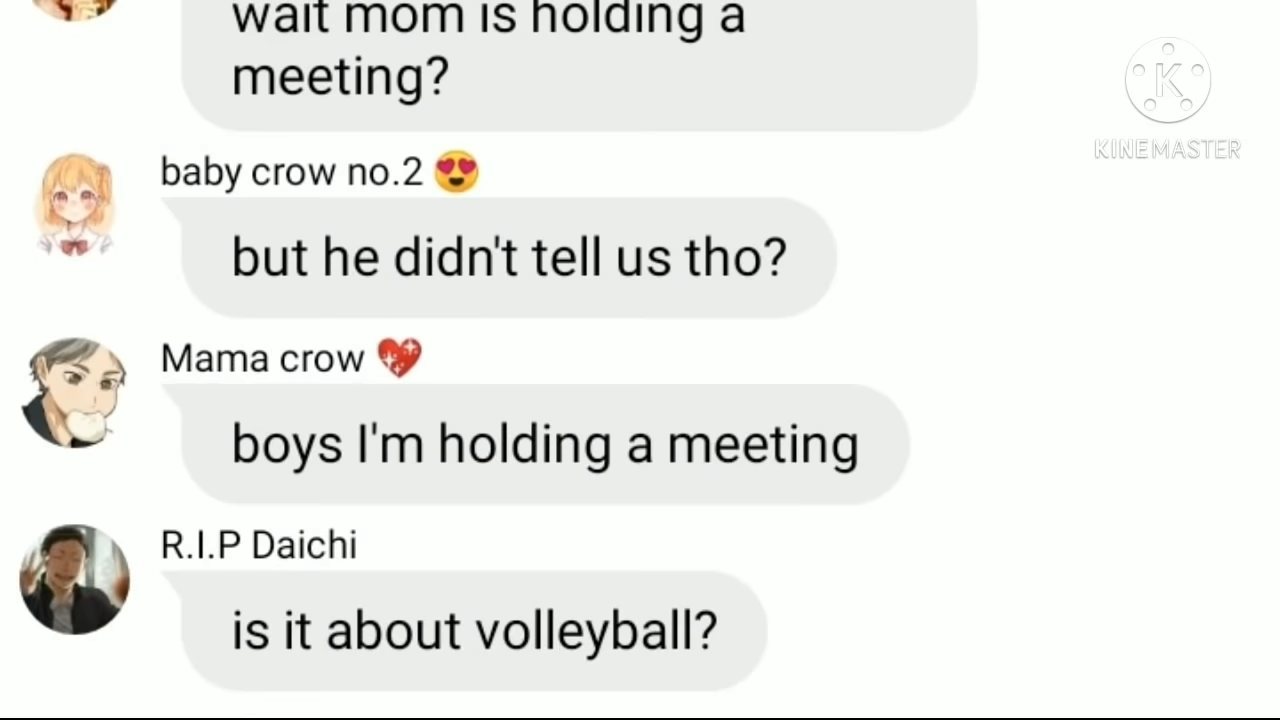 wait mom is holding a
meeting?
KINEMASTER
baby crow no.2 😍
but he didn't tell us tho?
Mama crow 💖
boys I'm holding a meeting
R.I.P Daichi
is it about volleyball?